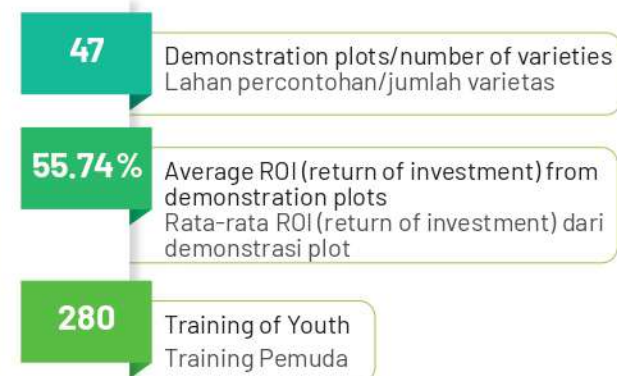 47
Demonstration plots/number of varieties
Lahan percontohan/jumlah varietas
55.74%
Average ROI (return of investment) from
demonstration plots
Rata-rata ROI (return of investment) dari
demonstrasi plot
280
Training of Youth
Training Pemuda